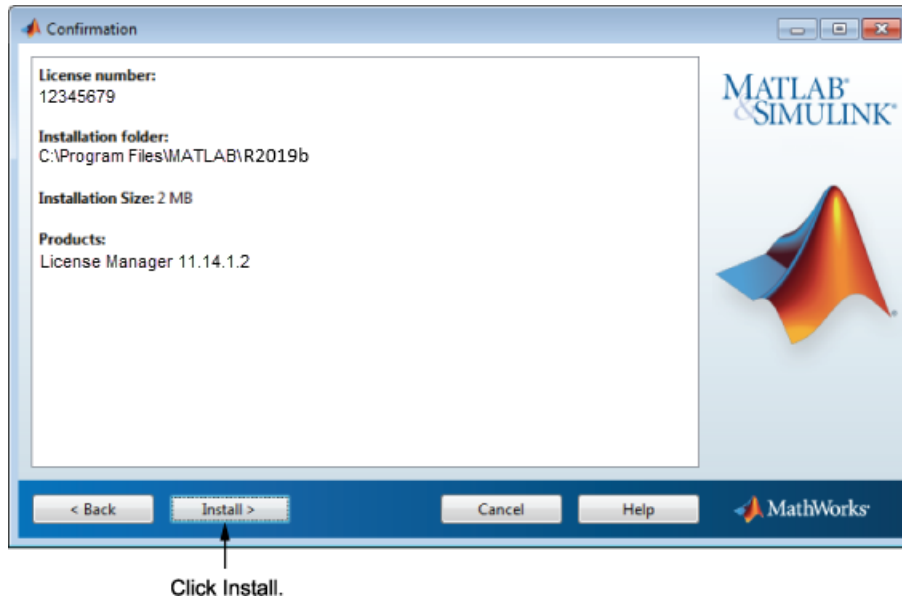 Confirmation
License number:
12345679
Installation folder:
C:\Program Files\MATLAB\R2019b
Installation Size: 2 MB
Products:
License Manager 11.14.1.2
MATLAB®
&SIMULINK®
< Back
Install >
Cancel
Help
MathWorks®
Click Install.